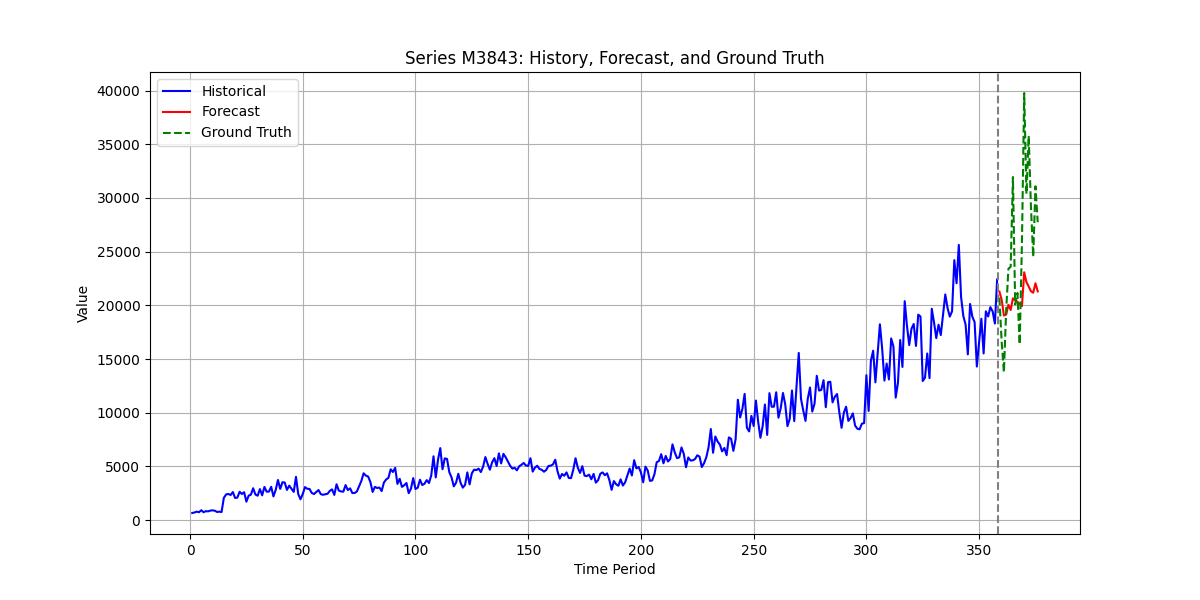 Series M3843: History, Forecast, and Ground Truth
Historical
Forecast
Ground Truth
40000
35000
30000
25000
20000
15000
10000
5000
0
Value
0 50 100 150 200 250 300 350
Time Period